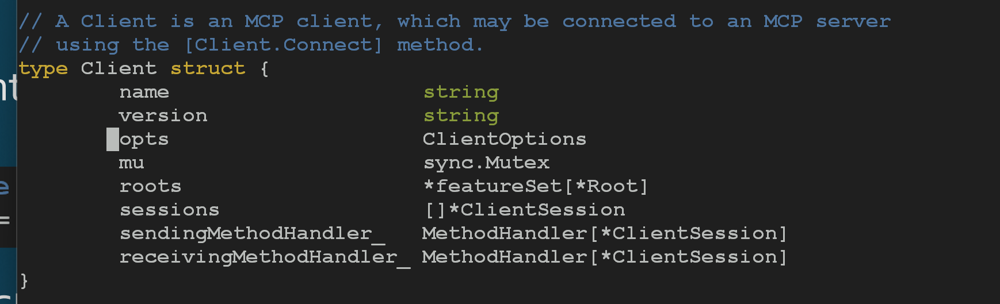 // A Client is an MCP client, which may be connected to an MCP server
// using the [Client.Connect] method.
type Client struct {
        name                    string
        version                 string
        opts                    ClientOptions
        mu                      sync.Mutex
        roots                   *featureSet[*Root]
        sessions                []*ClientSession
        sendingMethodHandler_   MethodHandler[*ClientSession]
        receivingMethodHandler_ MethodHandler[*ClientSession]
}